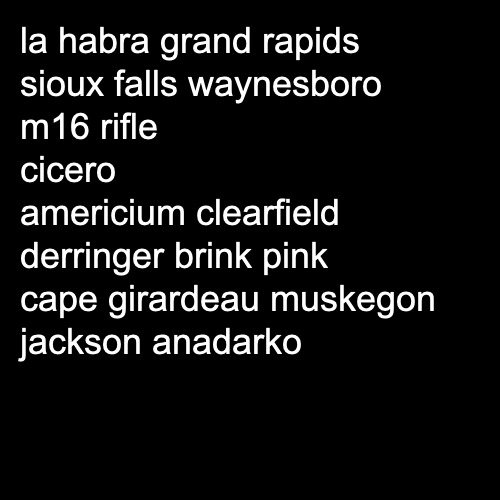 la habra grand rapids
sioux falls waynesboro
m16 rifle
cicero
americium clearfield
derringer brink pink
cape girardeau muskegon
jackson anadarko